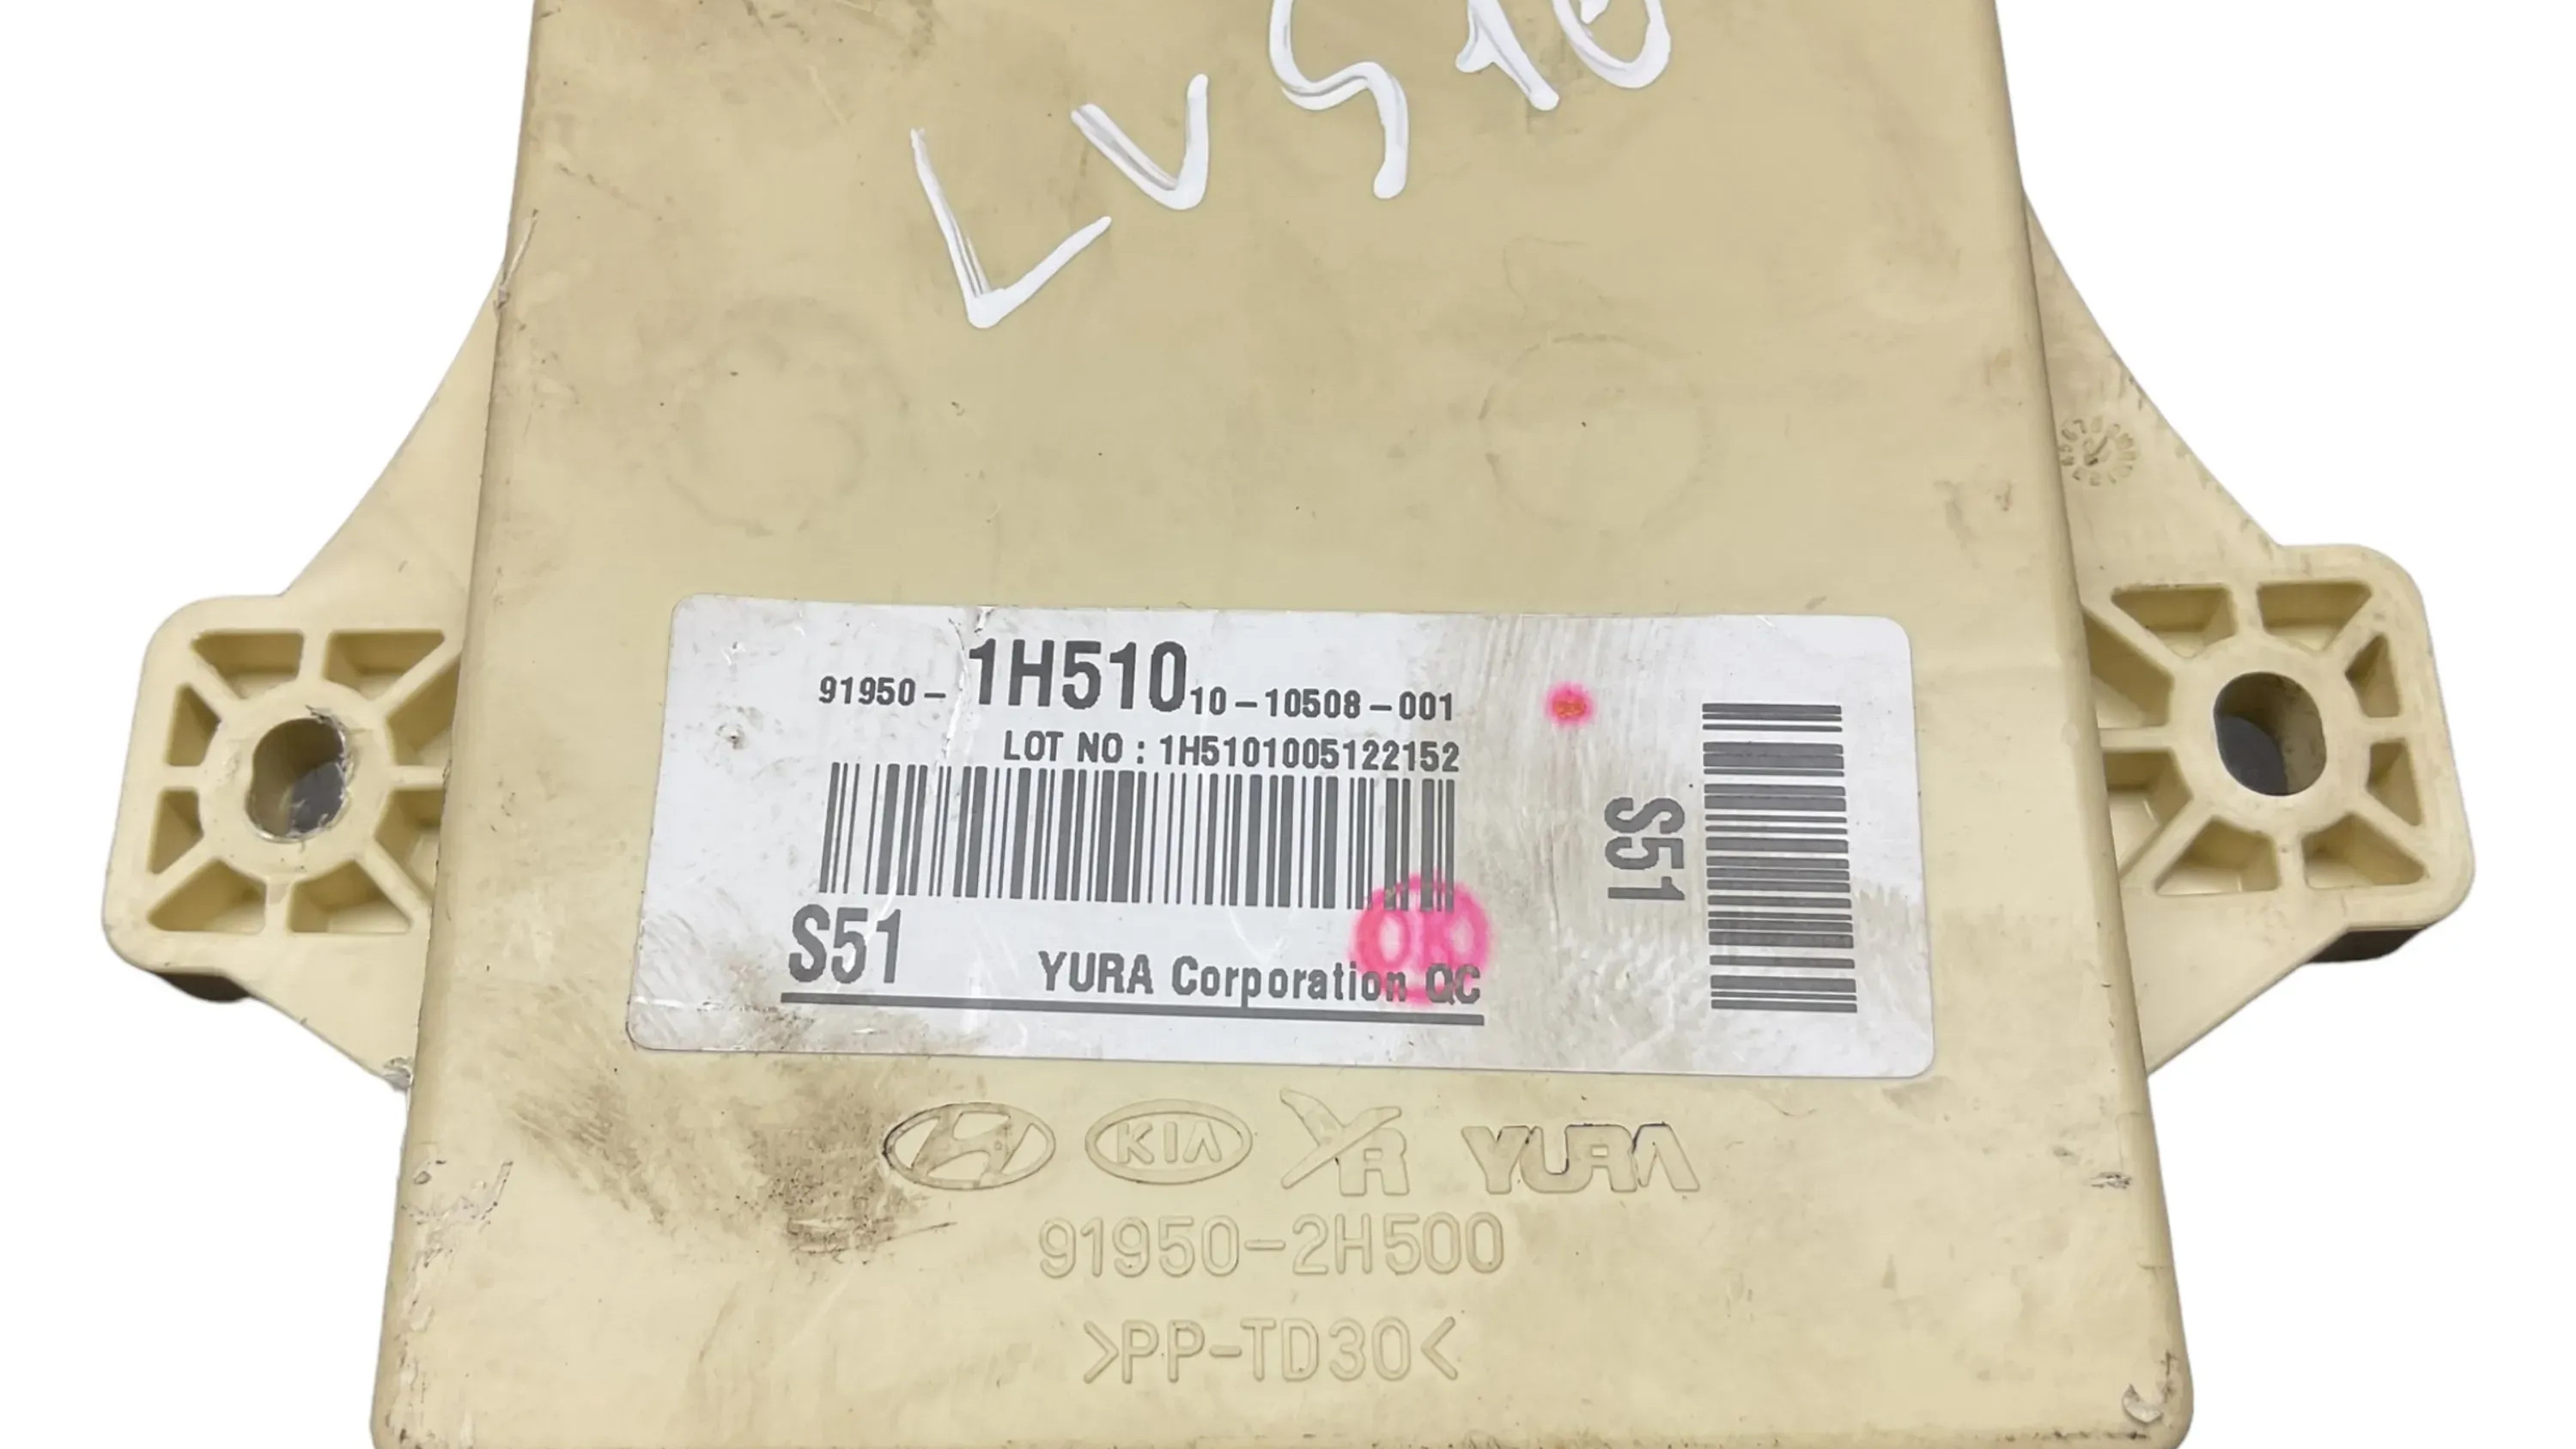 LVS10
91950-1H510 10-10508-001
LOT NO : 1H5101005122152
S51
S51
OK
YURA Corporation QC
KIA YR YURA
91950-2H500
>PP-TD30<